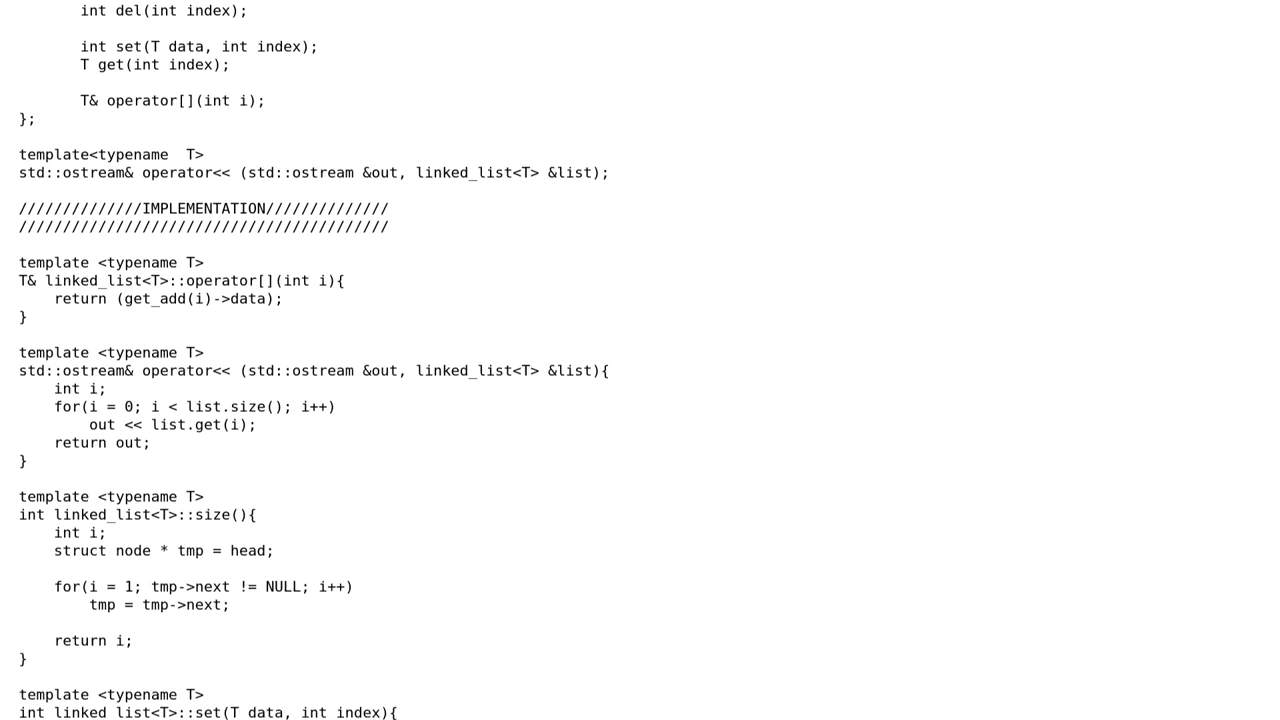 int del(int index);
int set(T data, int index);
T get(int index);
T& operator[](int i);
};
template<typename  T>
std::ostream& operator<< (std::ostream &out, linked_list<T> &list);
//////////////IMPLEMENTATION//////////////
//////////////////////////////////////////
template <typename T>
T& linked_list<T>::operator[](int i){
    return (get_add(i)->data);
}
template <typename T>
std::ostream& operator<< (std::ostream &out, linked_list<T> &list){
    int i;
    for(i = 0; i < list.size(); i++)
        out << list.get(i);
    return out;
}
template <typename T>
int linked_list<T>::size(){
    int i;
    struct node * tmp = head;
    for(i = 1; tmp->next != NULL; i++)
        tmp = tmp->next;
    return i;
}
template <typename T>
int linked_list<T>::set(T data, int index){